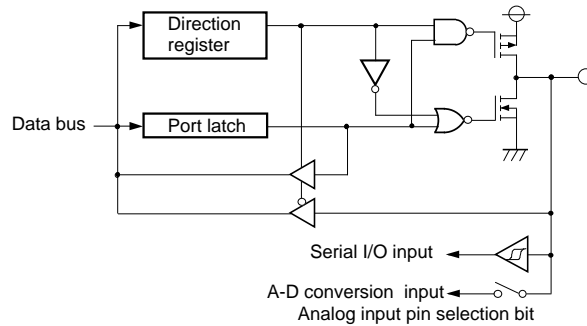 Direction
register
Data bus
Port latch
Serial I/O input
A-D conversion input
Analog input pin selection bit